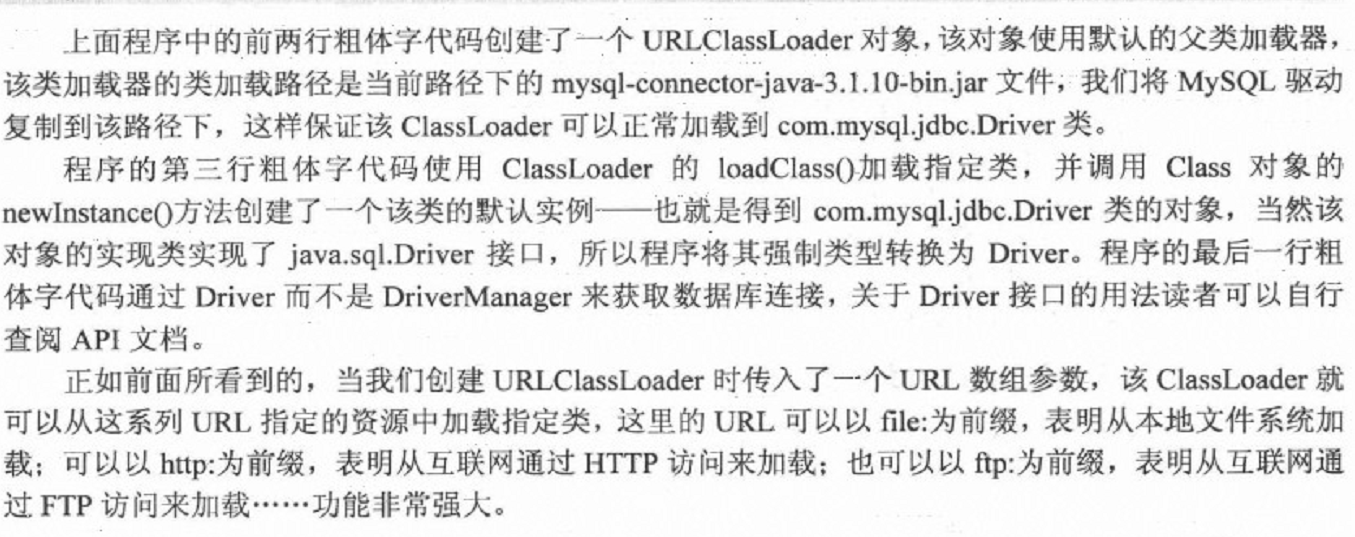 上面程序中的前两行粗体字代码创建了一个 URLClassLoader 对象，该对象使用默认的父类加载器，
该类加载器的类加载路径是当前路径下的 mysql-connector-java-3.1.10-bin.jar 文件，我们将 MySQL 驱动
复制到该路径下，这样保证该 ClassLoader 可以正常加载到 com.mysql.jdbc.Driver 类。
程序的第三行粗体字代码使用 ClassLoader 的 loadClass()加载指定类，并调用 Class 对象的
newInstance()方法创建了一个该类的默认实例——也就是得到 com.mysql.jdbc.Driver 类的对象，当然该
对象的实现类实现了 java.sql.Driver 接口，所以程序将其强制类型转换为 Driver。程序的最后一行粗
体字代码通过 Driver 而不是 DriverManager 来获取数据库连接，关于 Driver 接口的用法读者可以自行
查阅 API 文档。
正如前面所看到的，当我们创建 URLClassLoader 时传入了一个 URL 数组参数，该 ClassLoader 就
可以从这系列 URL 指定的资源中加载指定类，这里的 URL 可以以 file:为前缀，表明从本地文件系统加
载；可以以 http:为前缀，表明从互联网通过 HTTP 访问来加载；也可以以 ftp:为前缀，表明从互联网通
过 FTP 访问来加载……功能非常强大。